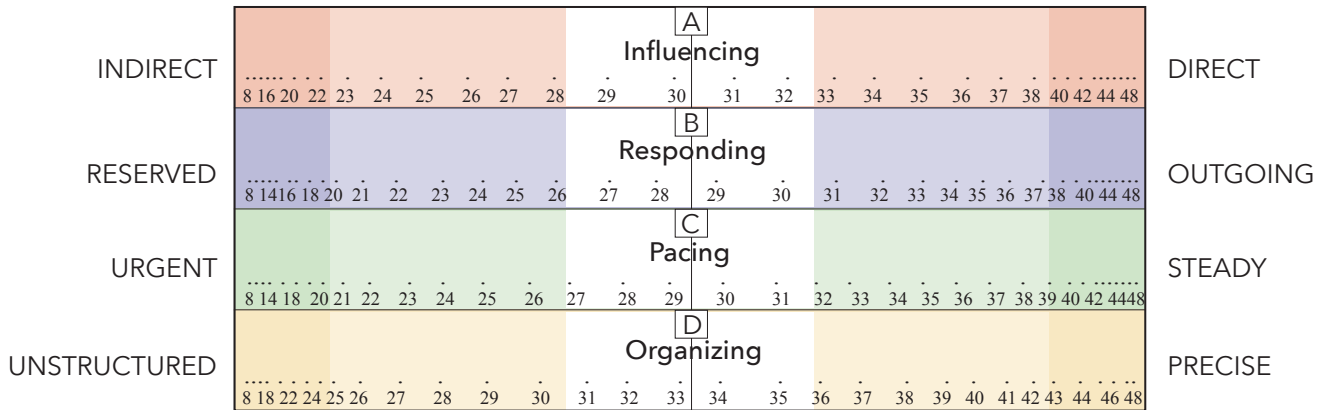 A
Influencing
INDIRECT DIRECT
8 16 20 22 23 24 25 26 27 28 29 30 31 32 33 34 35 36 37 38 40 42 44 48
B
Responding
RESERVED OUTGOING
8 1416 18 20 21 22 23 24 25 26 27 28 29 30 31 32 33 34 35 36 37 38 40 44 48
C
Pacing
URGENT STEADY
8 14 18 20 21 22 23 24 25 26 27 28 29 30 31 32 33 34 35 36 37 38 39 40 42 4448
D
Organizing
UNSTRUCTURED PRECISE
8 18 22 24 25 26 27 28 29 30 31 32 33 34 35 36 37 38 39 40 41 42 43 44 46 48